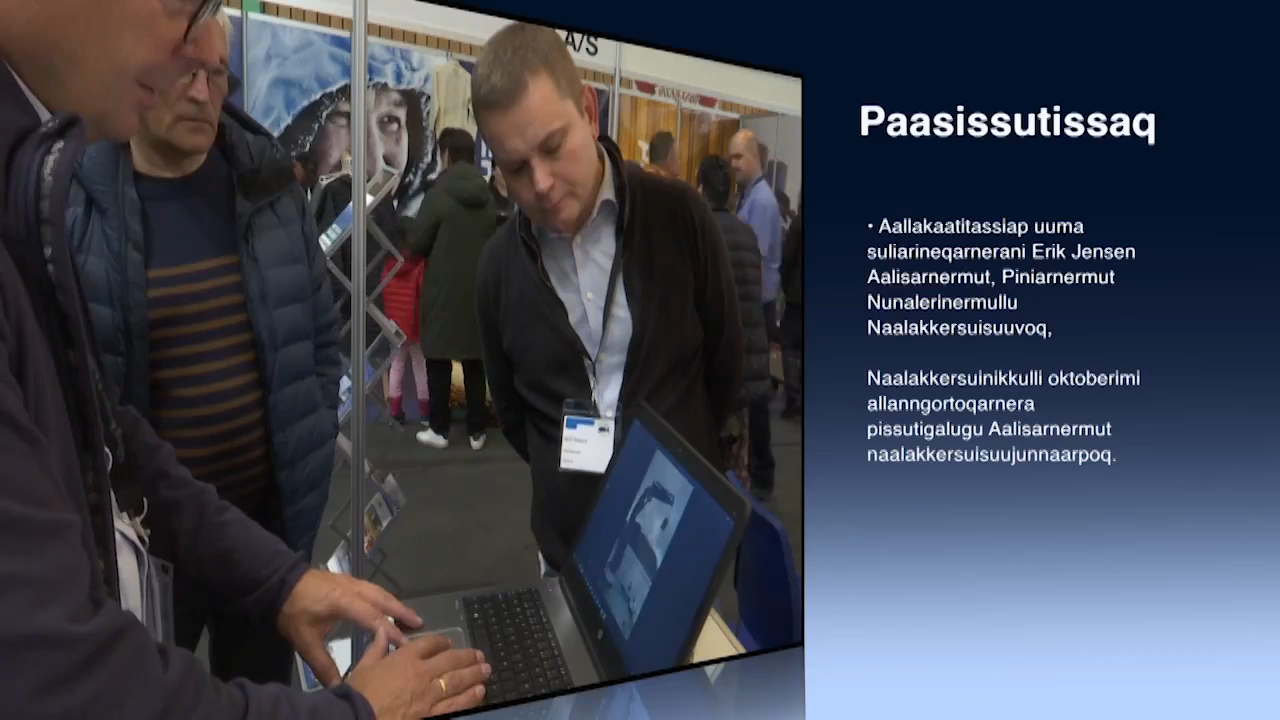 A/S
Paasissutissaq
• Aallakaatitassiap uuma
suliarineqarnerani Erik Jensen
Aalisarnermut, Piniarnermut
Nunalerinermullu
Naalakkersuisuuvoq,
Naalakkersuinikkulli oktoberimi
allanngortoqarnera
pissutigalugu Aalisarnermut
naalakkersuisuujunnaarpoq.